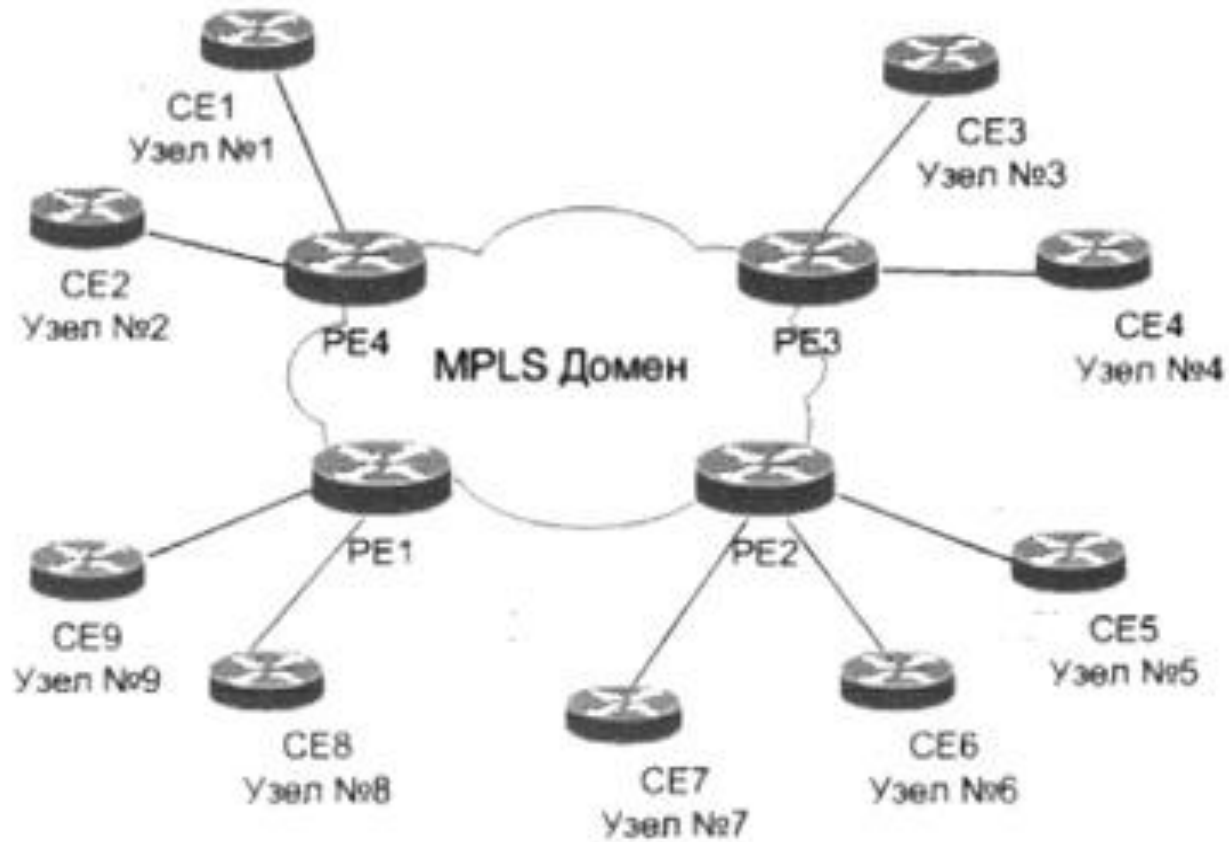 CE1
Узел №1
CE3
Узел №3
CE2
Узел №2
PE4
PE3
CE4
Узел №4
MPLS Домен
PE1
PE2
CE9
Узел №9
CE5
Узел №5
CE8
Узел №8
CE7
Узел №7
CE6
Узел №6